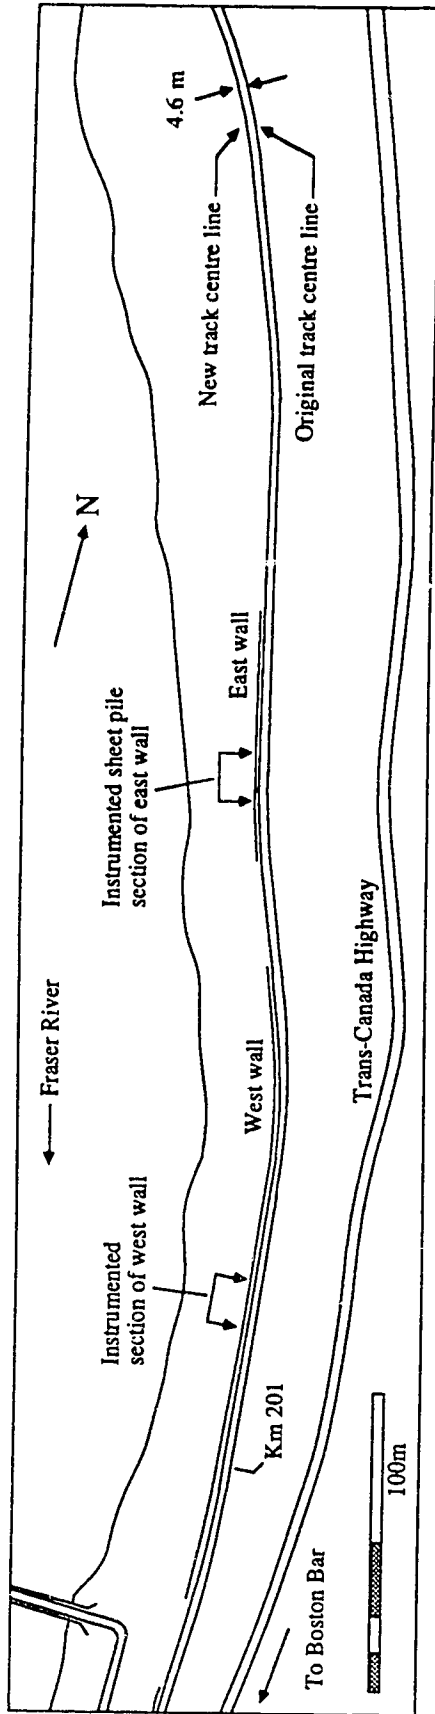 Fraser River
N
4.6 m
New track centre line
Original track centre line
Instrumented sheet pile
section of east wall
East wall
Instrumented
section of west wall
West wall
Km 201
Trans-Canada Highway
To Boston Bar
100m